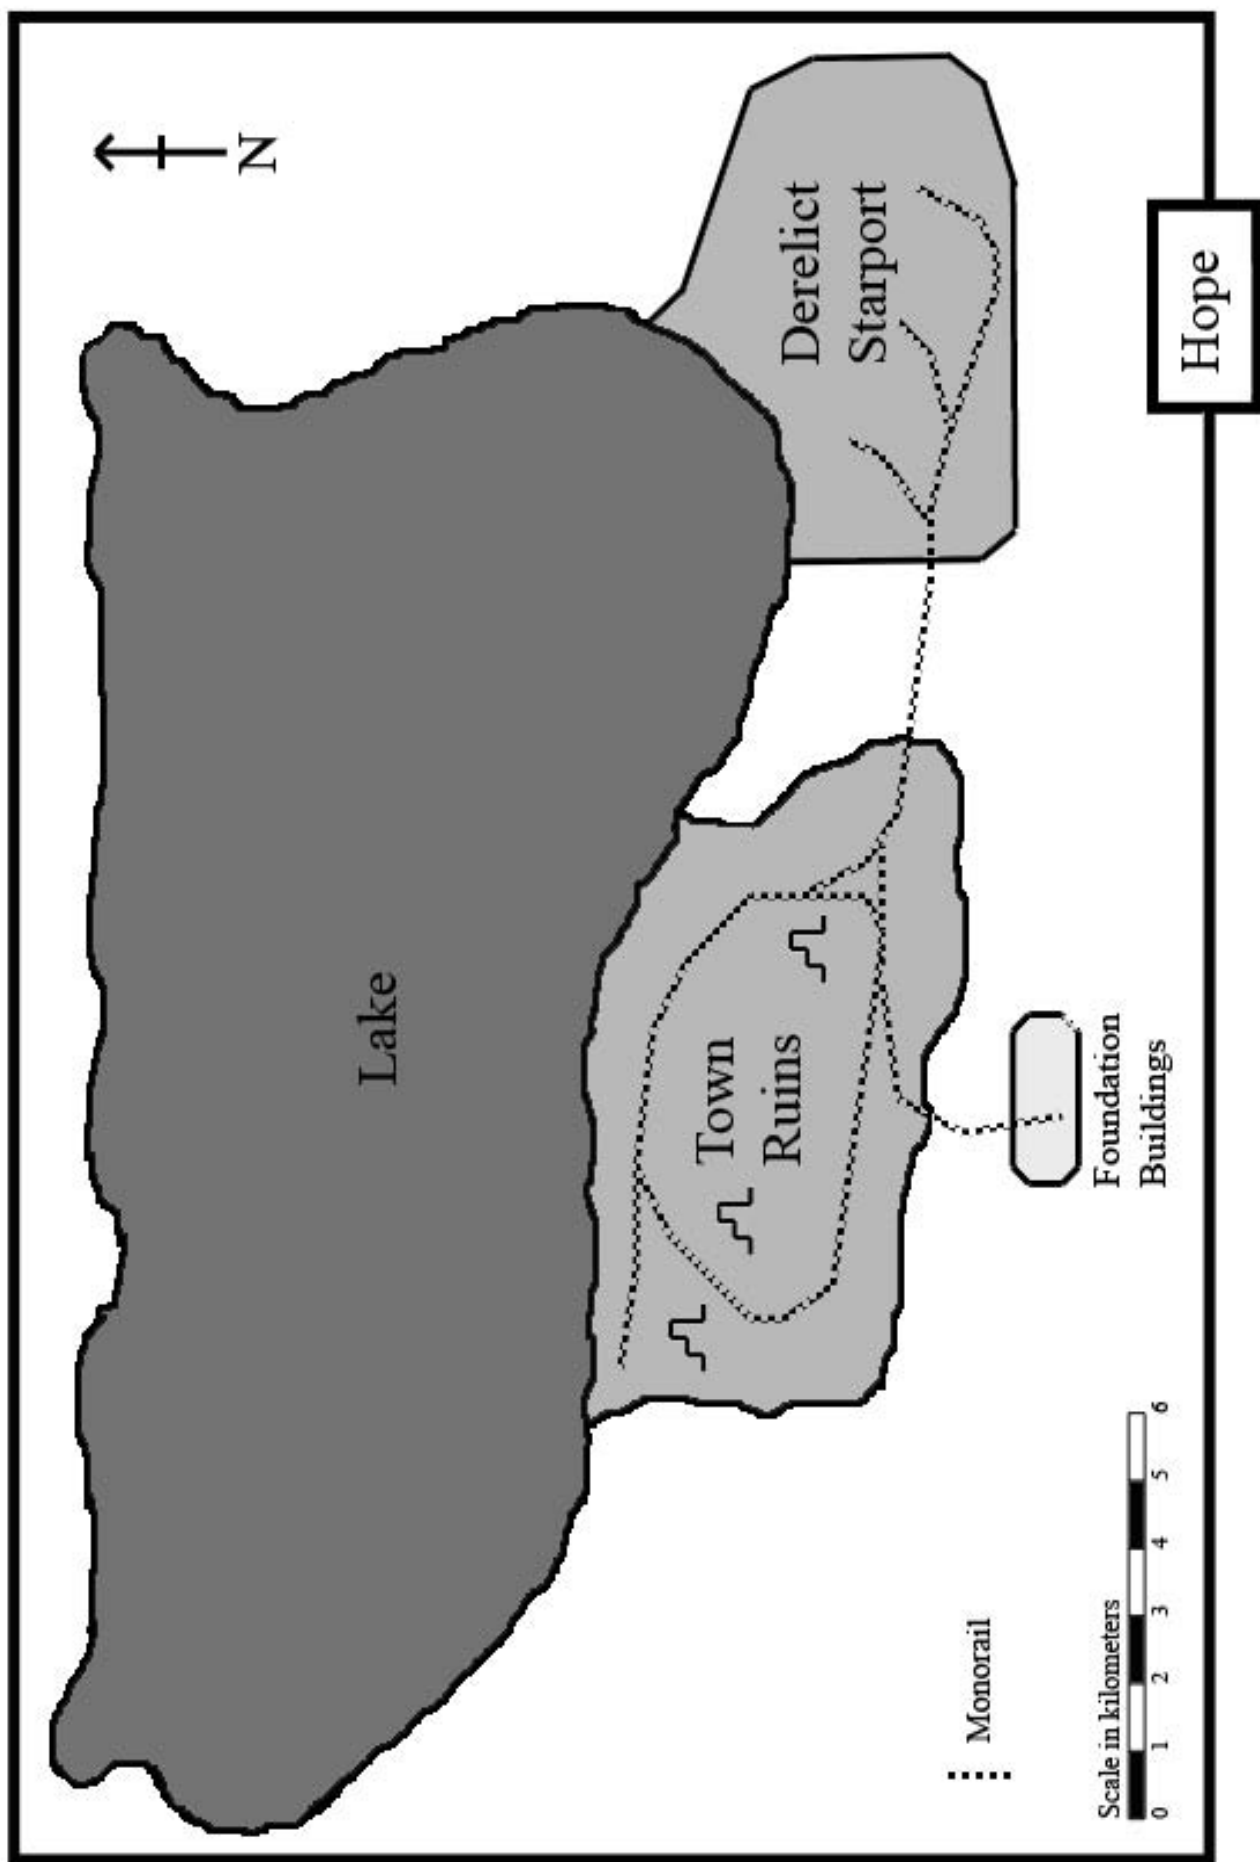 N
Lake
Derelict
Starport
Town
Ruins
Foundation
Buildings
Monorail
Scale in kilometers
0 1 2 3 4 5 6
Hope